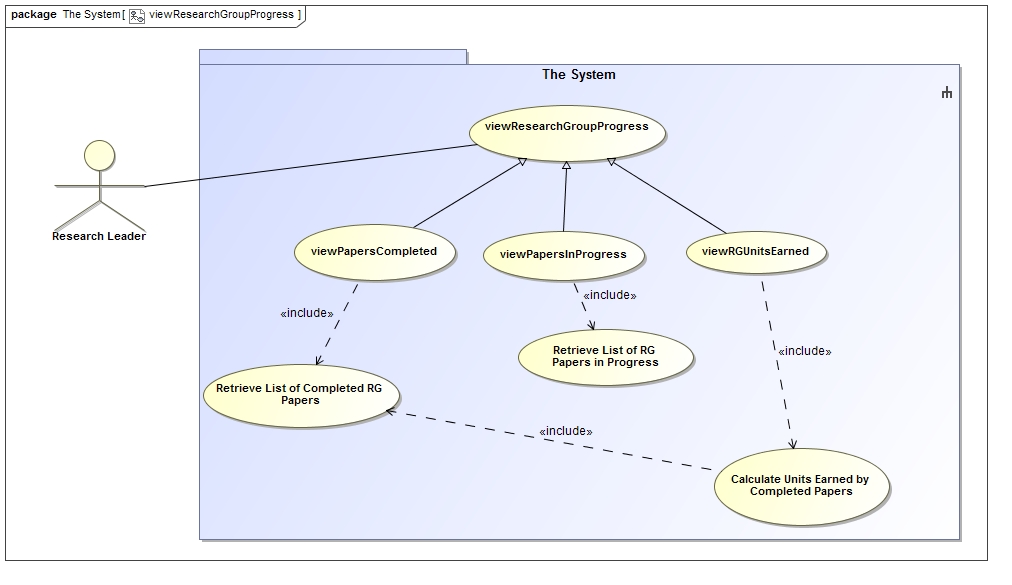 package The System[ viewResearchGroupProgress ]
The System
viewResearchGroupProgress
Research Leader
viewPapersCompleted
viewPapersInProgress
viewRGUnitsEarned
«include»
«include»
«include»
Retrieve List of RG
Papers in Progress
Retrieve List of Completed RG
Papers
«include»
Calculate Units Earned by
Completed Papers